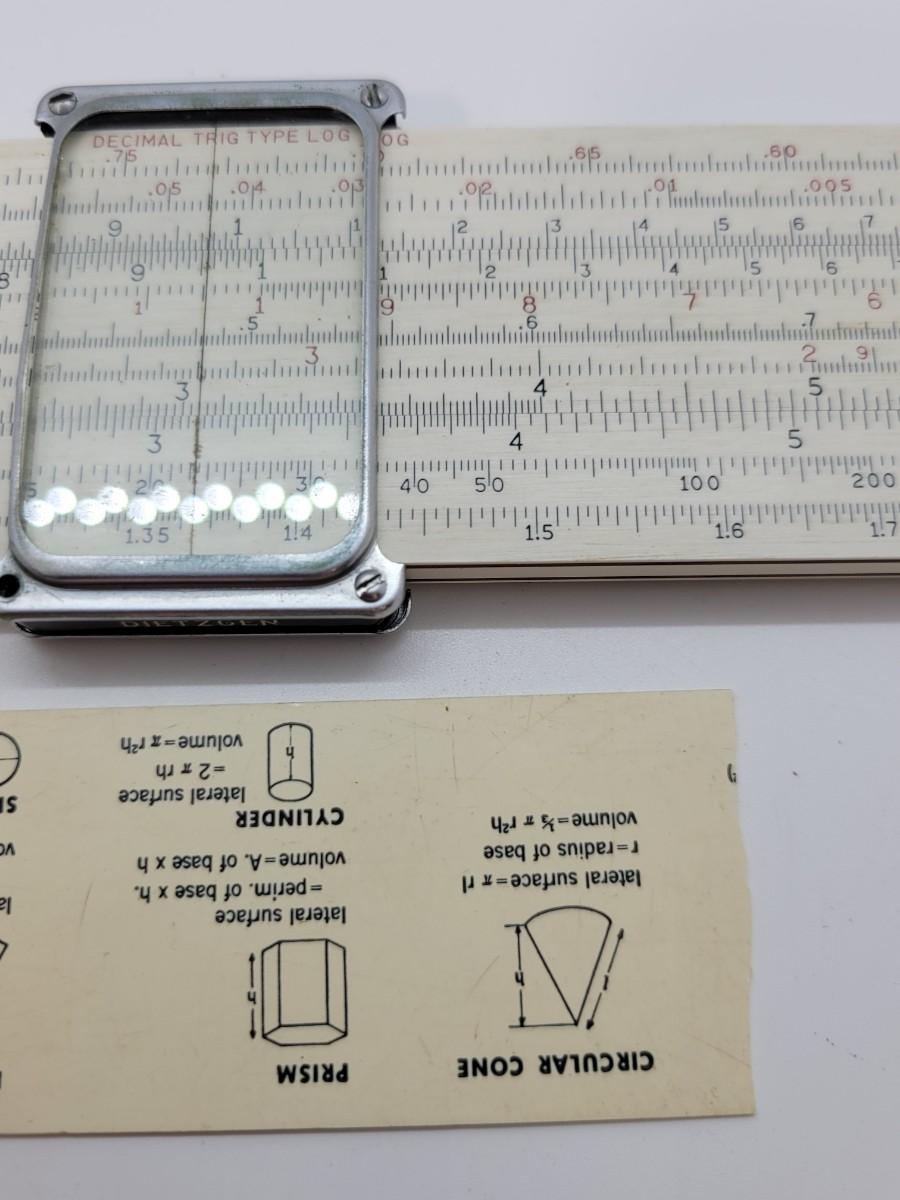 DECIMAL TRIG TYPE LOG LOG
.75 .65 .60
.05 .04 .03 .02 .01 .005
9 1 1 2 3 4 5 6 7
8 9 1 1 2 3 4 5 6
1 1 9 8 7 6
.5 .6 .7
3 2 9
3 4 5
3 4 5
30 40 50 100 200
1.35 1.4 1.5 1.6 1.7
DIETZGEN
CIRCULAR CONE
h l
lateral surface=π rl
r=radius of base
volume=⅓ π r²h
PRISM
h
lateral surface
=perim. of base x h.
volume=A. of base x h
CYLINDER
h
lateral surface
=2 π rh
volume=π r²h